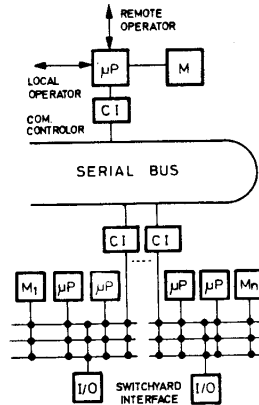 REMOTE
OPERATOR
μP
M
LOCAL
OPERATOR
CI
COM.
CONTROLOR
SERIAL BUS
CI CI
M1 μP μP μP μP Mn
I/O SWITCHYARD I/O
INTERFACE